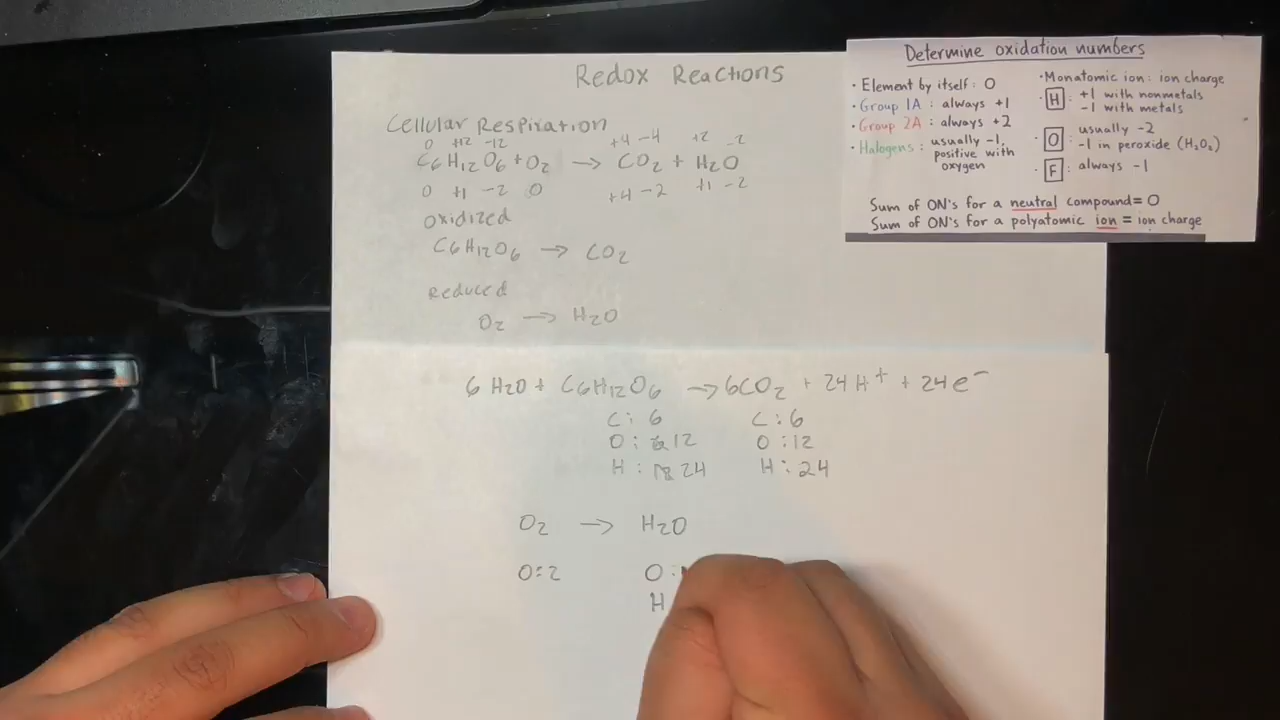 Redox Reactions
Cellular Respiration
0 +12 -12 +4 -4 +2 -2
C6H12O6 + O2 → CO2 + H2O
0 +1 -2 0 +4 -2 +1 -2
Oxidized
C6H12O6 → CO2
Reduced
O2 → H2O
6 H2O + C6H12O6 → 6CO2 + 24 H+ + 24 e-
C: 6 C: 6
O: 12 O: 12
H: 24 H: 24
O2 → H2O
O: 2 O:
H
Determine oxidation numbers
• Element by itself: 0
• Group 1A: always +1
• Group 2A: always +2
• Halogens: usually -1,
positive with
oxygen
• Monatomic ion: ion charge
• H: +1 with nonmetals
-1 with metals
• O: usually -2
-1 in peroxide (H2O2)
• F: always -1
Sum of ON's for a neutral compound = 0
Sum of ON's for a polyatomic ion = ion charge